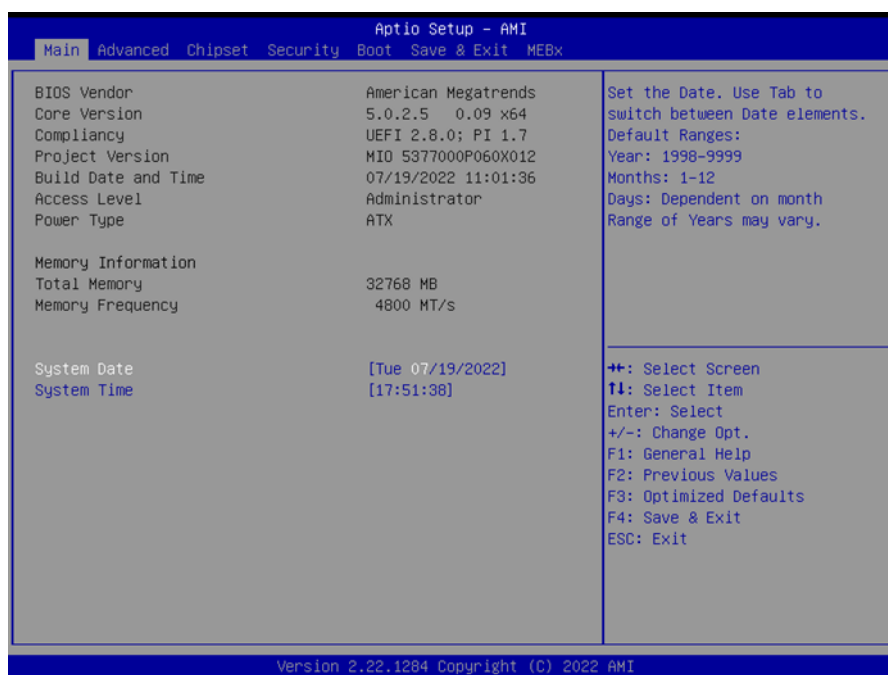 Aptio Setup – AMI
Main Advanced Chipset Security Boot Save & Exit MEBx
BIOS Vendor American Megatrends
Core Version 5.0.2.5 0.09 x64
Compliancy UEFI 2.8.0; PI 1.7
Project Version MIO 5377000P060X012
Build Date and Time 07/19/2022 11:01:36
Access Level Administrator
Power Type ATX
Memory Information
Total Memory 32768 MB
Memory Frequency 4800 MT/s
System Date [Tue 07/19/2022]
System Time [17:51:38]
Set the Date. Use Tab to
switch between Date elements.
Default Ranges:
Year: 1998-9999
Months: 1-12
Days: Dependent on month
Range of Years may vary.
→←: Select Screen
↑↓: Select Item
Enter: Select
+/-: Change Opt.
F1: General Help
F2: Previous Values
F3: Optimized Defaults
F4: Save & Exit
ESC: Exit
Version 2.22.1284 Copyright (C) 2022 AMI